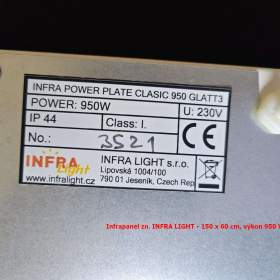 INFRA POWER PLATE CLASIC 950 GLATT3
POWER: 950W
U: 230V
IP 44
Class: I.
No.: 3521
CE
INFRA Light
www.infralight.cz
INFRA LIGHT s.r.o.
Lipovská 1004/100
790 01 Jeseník, Czech Rep
Infrapanel zn. INFRA LIGHT - 150 x 60 cm, výkon 950